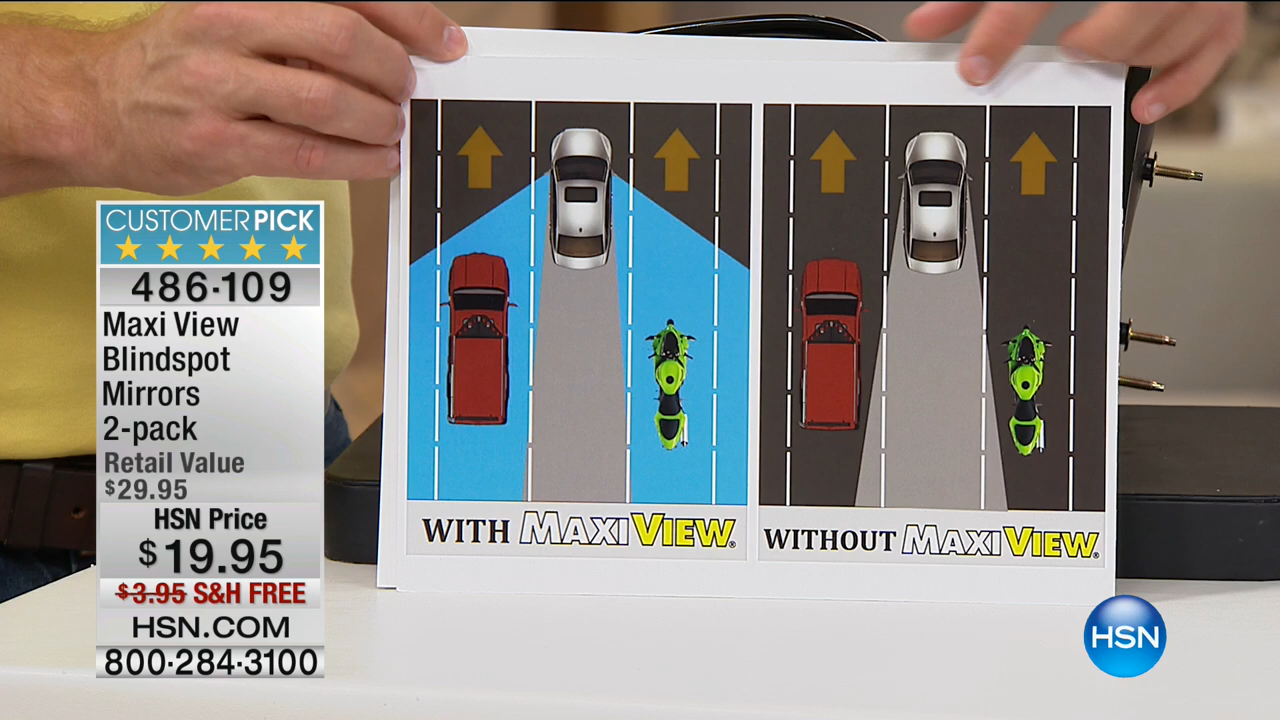 CUSTOMER PICK
486-109
Maxi View
Blindspot
Mirrors
2-pack
Retail Value
$29.95
HSN Price
$19.95
$3.95 S&H FREE
HSN.COM
800-284-3100
WITH MAXIVIEW®
WITHOUT MAXIVIEW®
HSN